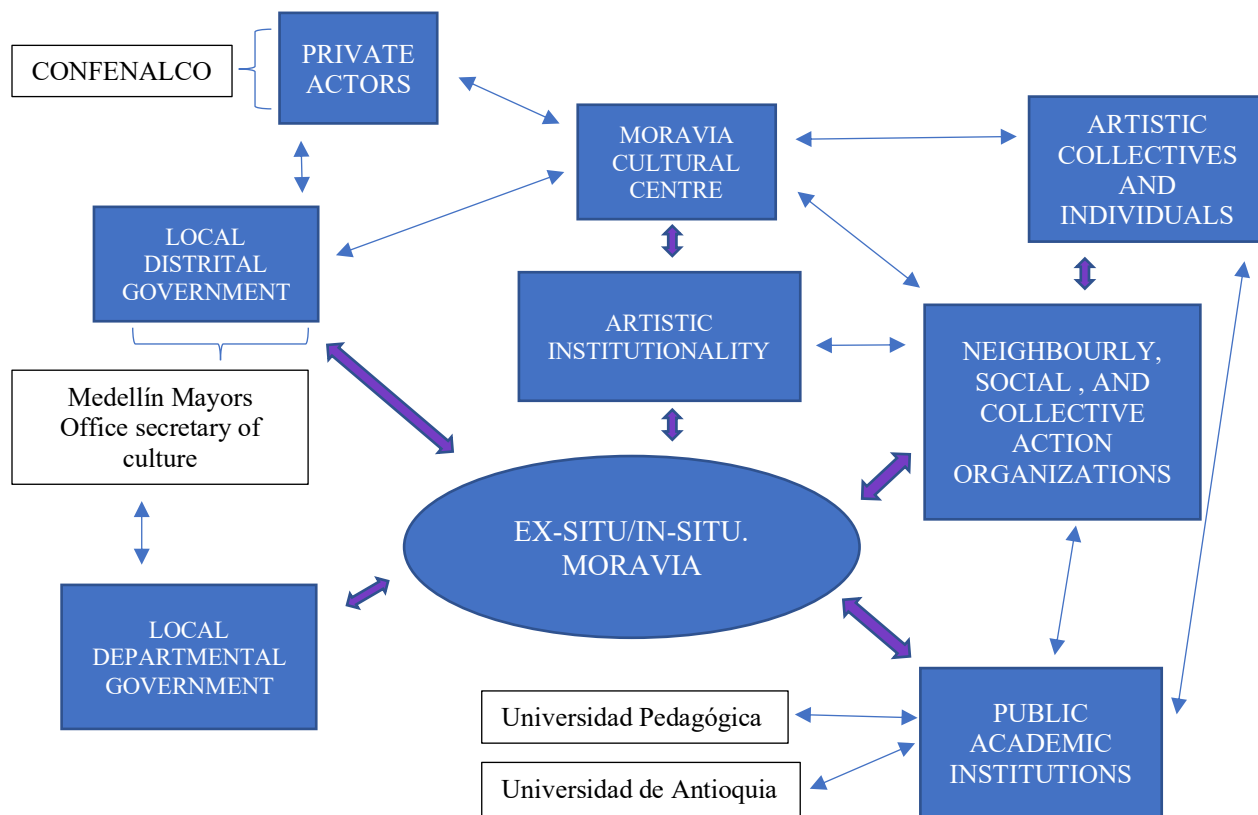 PRIVATE
ACTORS
CONFENALCO
MORAVIA
CULTURAL
CENTRE
ARTISTIC
COLLECTIVES
AND
INDIVIDUALS
LOCAL
DISTRITAL
GOVERNMENT
ARTISTIC
INSTITUTIONALITY
NEIGHBOURLY,
SOCIAL , AND
COLLECTIVE
ACTION
ORGANIZATIONS
Medellín Mayors
Office secretary of
culture
EX-SITU/IN-SITU.
MORAVIA
LOCAL
DEPARTMENTAL
GOVERNMENT
Universidad Pedagógica
PUBLIC
ACADEMIC
INSTITUTIONS
Universidad de Antioquia